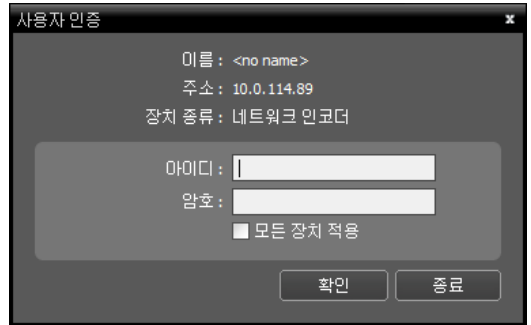 사용자 인증 x
이름 : <no name>
주소 : 10.0.114.89
장치 종류 : 네트워크 인코더
아이디 :
암호 :
모든 장치 적용
확인 종료